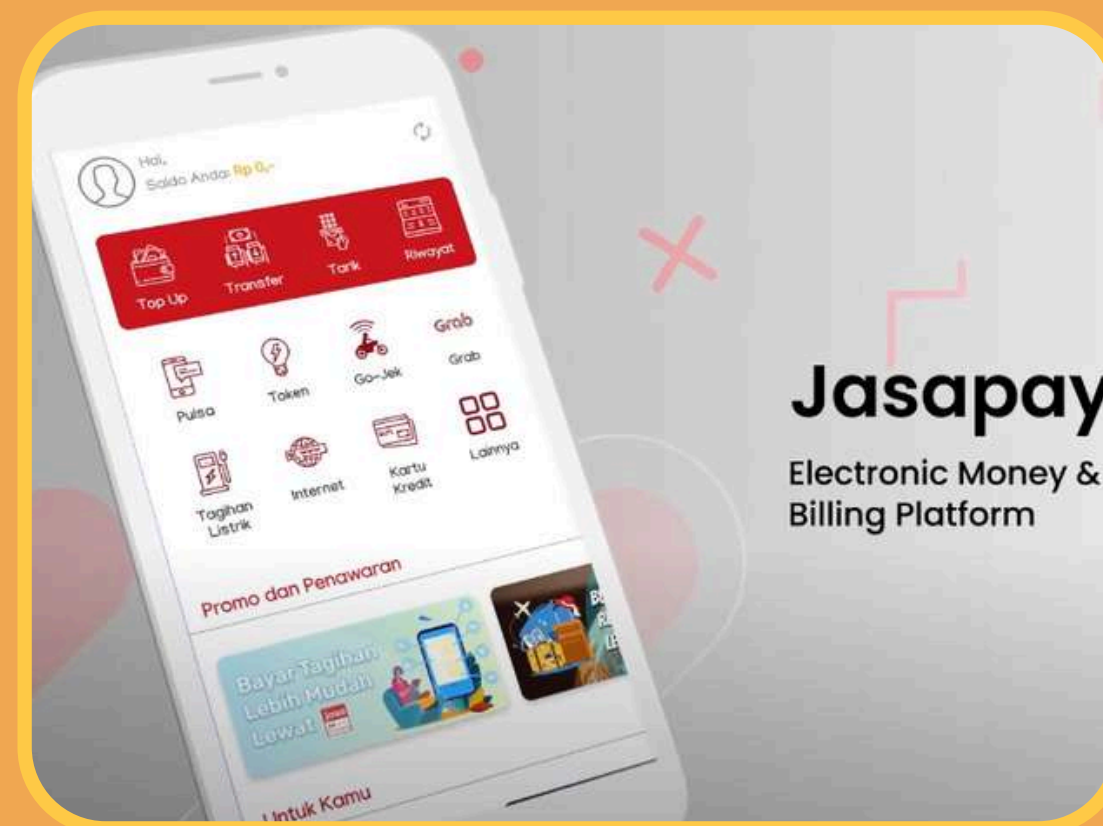 Hai,
Saldo Anda: Rp 0,-
Top Up
Transfer
Tarik
Riwayat
Pulsa
Token
Go-Jek
Grab
Grab
Tagihan
Listrik
Internet
Kartu
Kredit
Lainnya
Promo dan Penawaran
Bayar Tagihan
Lebih Mudah
Lewat
Untuk Kamu
Jasapay
Electronic Money &
Billing Platform